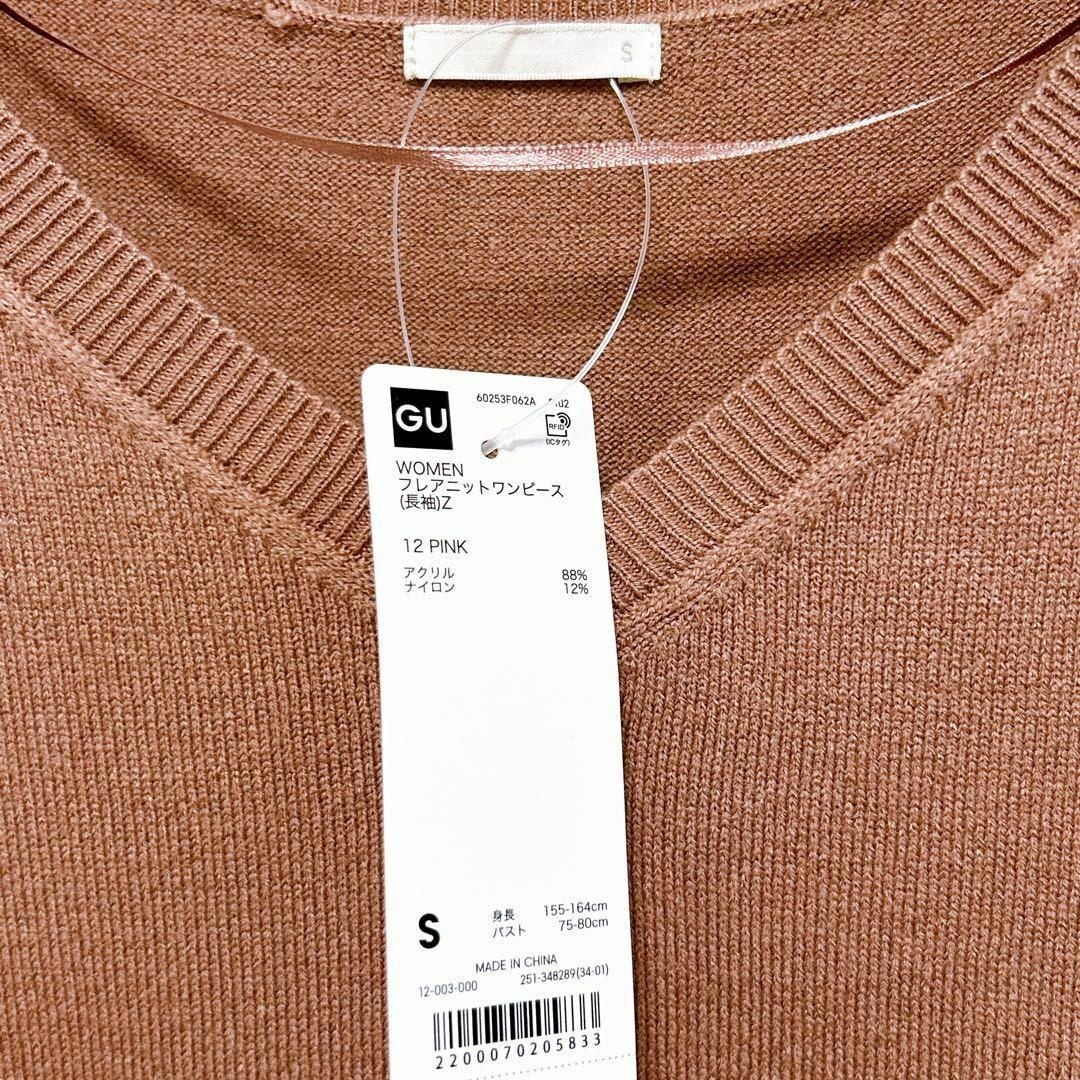 S
GU
60253F062A
RFID
(ICタグ)
WOMEN
フレアニットワンピース
(長袖)Z
12 PINK
アクリル 88%
ナイロン 12%
S
身長 155-164cm
バスト 75-80cm
MADE IN CHINA
12-003-000 251-348289(34-01)
2200070205833